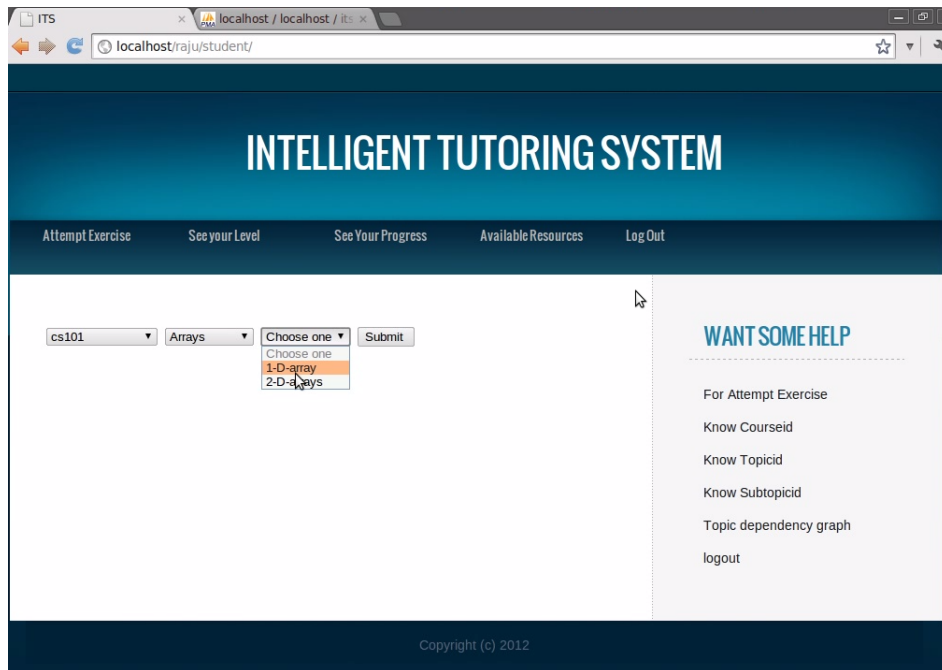 ITS
localhost / localhost / its
localhost/raju/student/
INTELLIGENT TUTORING SYSTEM
Attempt Exercise See your Level See Your Progress Available Resources Log Out
cs101 Arrays Choose one Submit
Choose one
1-D-array
2-D-arrays
WANT SOME HELP
For Attempt Exercise
Know Courseid
Know Topicid
Know Subtopicid
Topic dependency graph
logout
Copyright (c) 2012